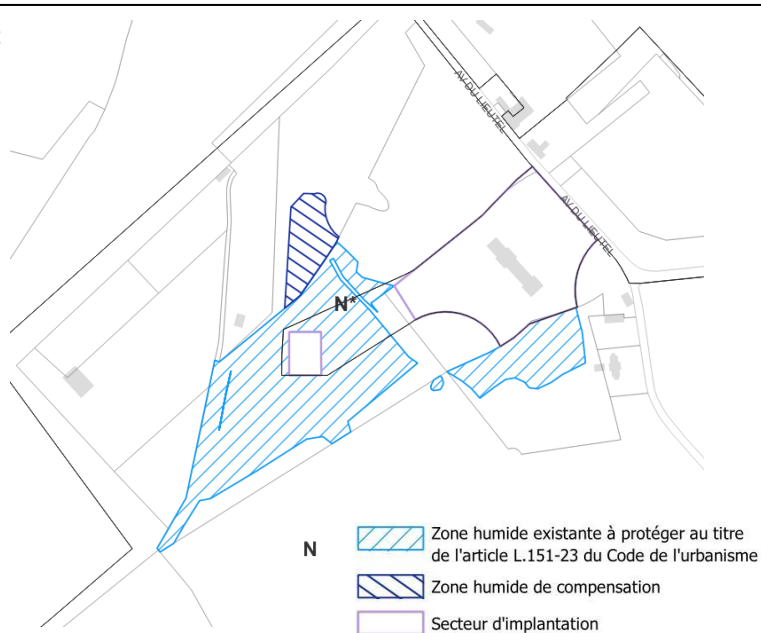 AV DU LIEUTEL
AV DU LIEUTEL
N*
N
Zone humide existante à protéger au titre
de l'article L.151-23 du Code de l'urbanisme
Zone humide de compensation
Secteur d'implantation